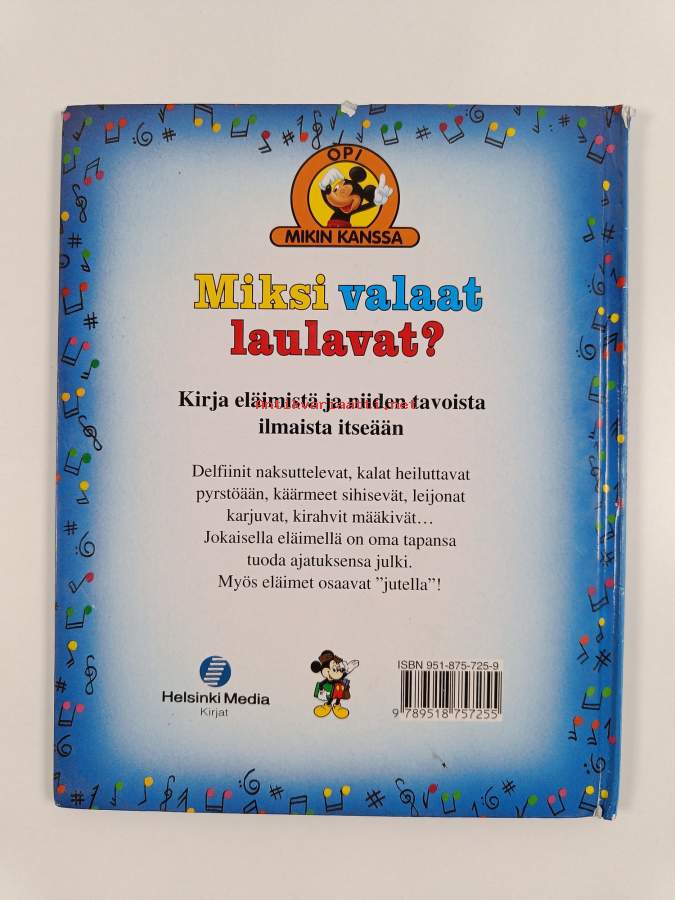 OPI
MIKIN KANSSA
Miksi valaat
laulavat?
Kirja eläimistä ja niiden tavoista
Antikvariaatti.net
ilmaista itseään
Delfiinit naksuttelevat, kalat heiluttavat
pyrstöään, käärmeet sihisevät, leijonat
karjuvat, kirahvit määkivät…
Jokaisella eläimellä on oma tapansa
tuoda ajatuksensa julki.
Myös eläimet osaavat ”jutella”!
Helsinki Media
Kirjat
ISBN 951-875-725-9
9 789518 757255